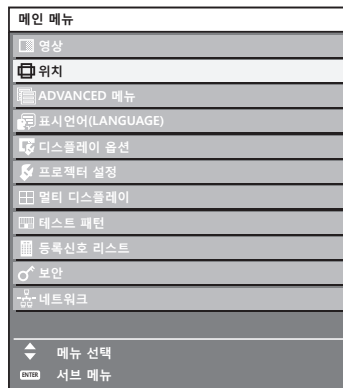 메인 메뉴
영상
위치
ADVANCED 메뉴
표시언어(LANGUAGE)
디스플레이 옵션
프로젝터 설정
멀티 디스플레이
테스트 패턴
등록신호 리스트
보안
네트워크
메뉴 선택
ENTER 서브 메뉴